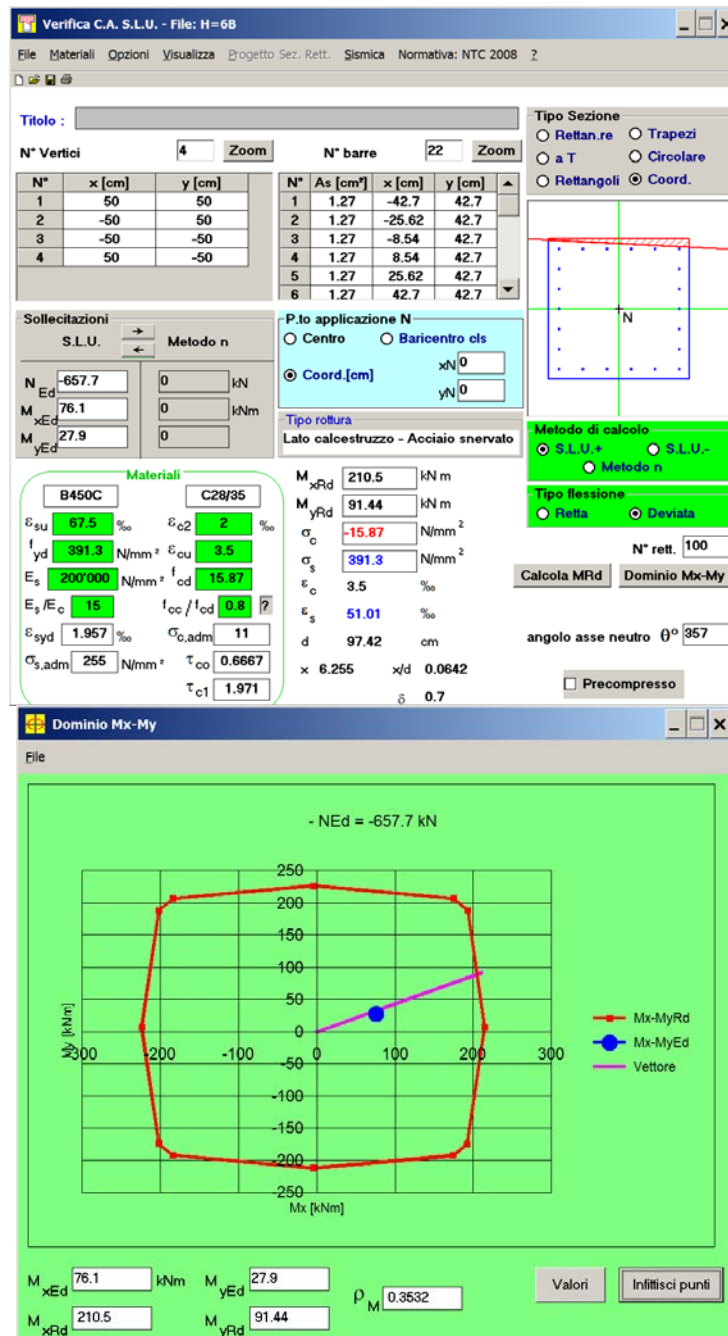 Verifica C.A. S.L.U. - File: H=6B
File Materiali Opzioni Visualizza Progetto Sez. Rett. Sismica Normativa: NTC 2008 ?
Titolo :
N° Vertici 4 Zoom
N° x [cm] y [cm]
1 50 50
2 -50 50
3 -50 -50
4 50 -50
N° barre 22 Zoom
N° As [cm²] x [cm] y [cm]
1 1.27 -42.7 42.7
2 1.27 -25.62 42.7
3 1.27 -8.54 42.7
4 1.27 8.54 42.7
5 1.27 25.62 42.7
6 1.27 42.7 42.7
Tipo Sezione
Rettan.re Trapezi
a T Circolare
Rettangoli Coord.
N
Sollecitazioni
S.L.U. Metodo n
N Ed -657.7 0 kN
M xEd 76.1 0 kNm
M yEd 27.9 0
P.to applicazione N
Centro Baricentro cls
Coord.[cm] xN 0
yN 0
Tipo rottura
Lato calcestruzzo - Acciaio snervato
Metodo di calcolo
S.L.U.+ S.L.U.-
Metodo n
Tipo flessione
Retta Deviata
N° rett. 100
Calcola MRd Dominio Mx-My
angolo asse neutro θ° 357
Precompresso
Materiali
B450C C28/35
εsu 67.5 ‰ εc2 2 ‰
fyd 391.3 N/mm² εcu 3.5
Es 200'000 N/mm² fcd 15.87
Es/Ec 15 fcc/fcd 0.8 ?
εsyd 1.957 ‰ σc,adm 11
σs,adm 255 N/mm² τco 0.6667
τc1 1.971
M xRd 210.5 kN m
M yRd 91.44 kN m
σc -15.87 N/mm²
σs 391.3 N/mm²
εc 3.5 ‰
εs 51.01 ‰
d 97.42 cm
x 6.255 x/d 0.0642
δ 0.7
Dominio Mx-My
File
- NEd = -657.7 kN
250
200
150
100
50
0
-50
-100
-150
-200
-250
-300 -200 -100 0 100 200 300
My [kNm]
Mx [kNm]
Mx-MyRd
Mx-MyEd
Vettore
M xEd 76.1 kNm M yEd 27.9
M xRd 210.5 M yRd 91.44
ρM 0.3532
Valori Infittisci punti